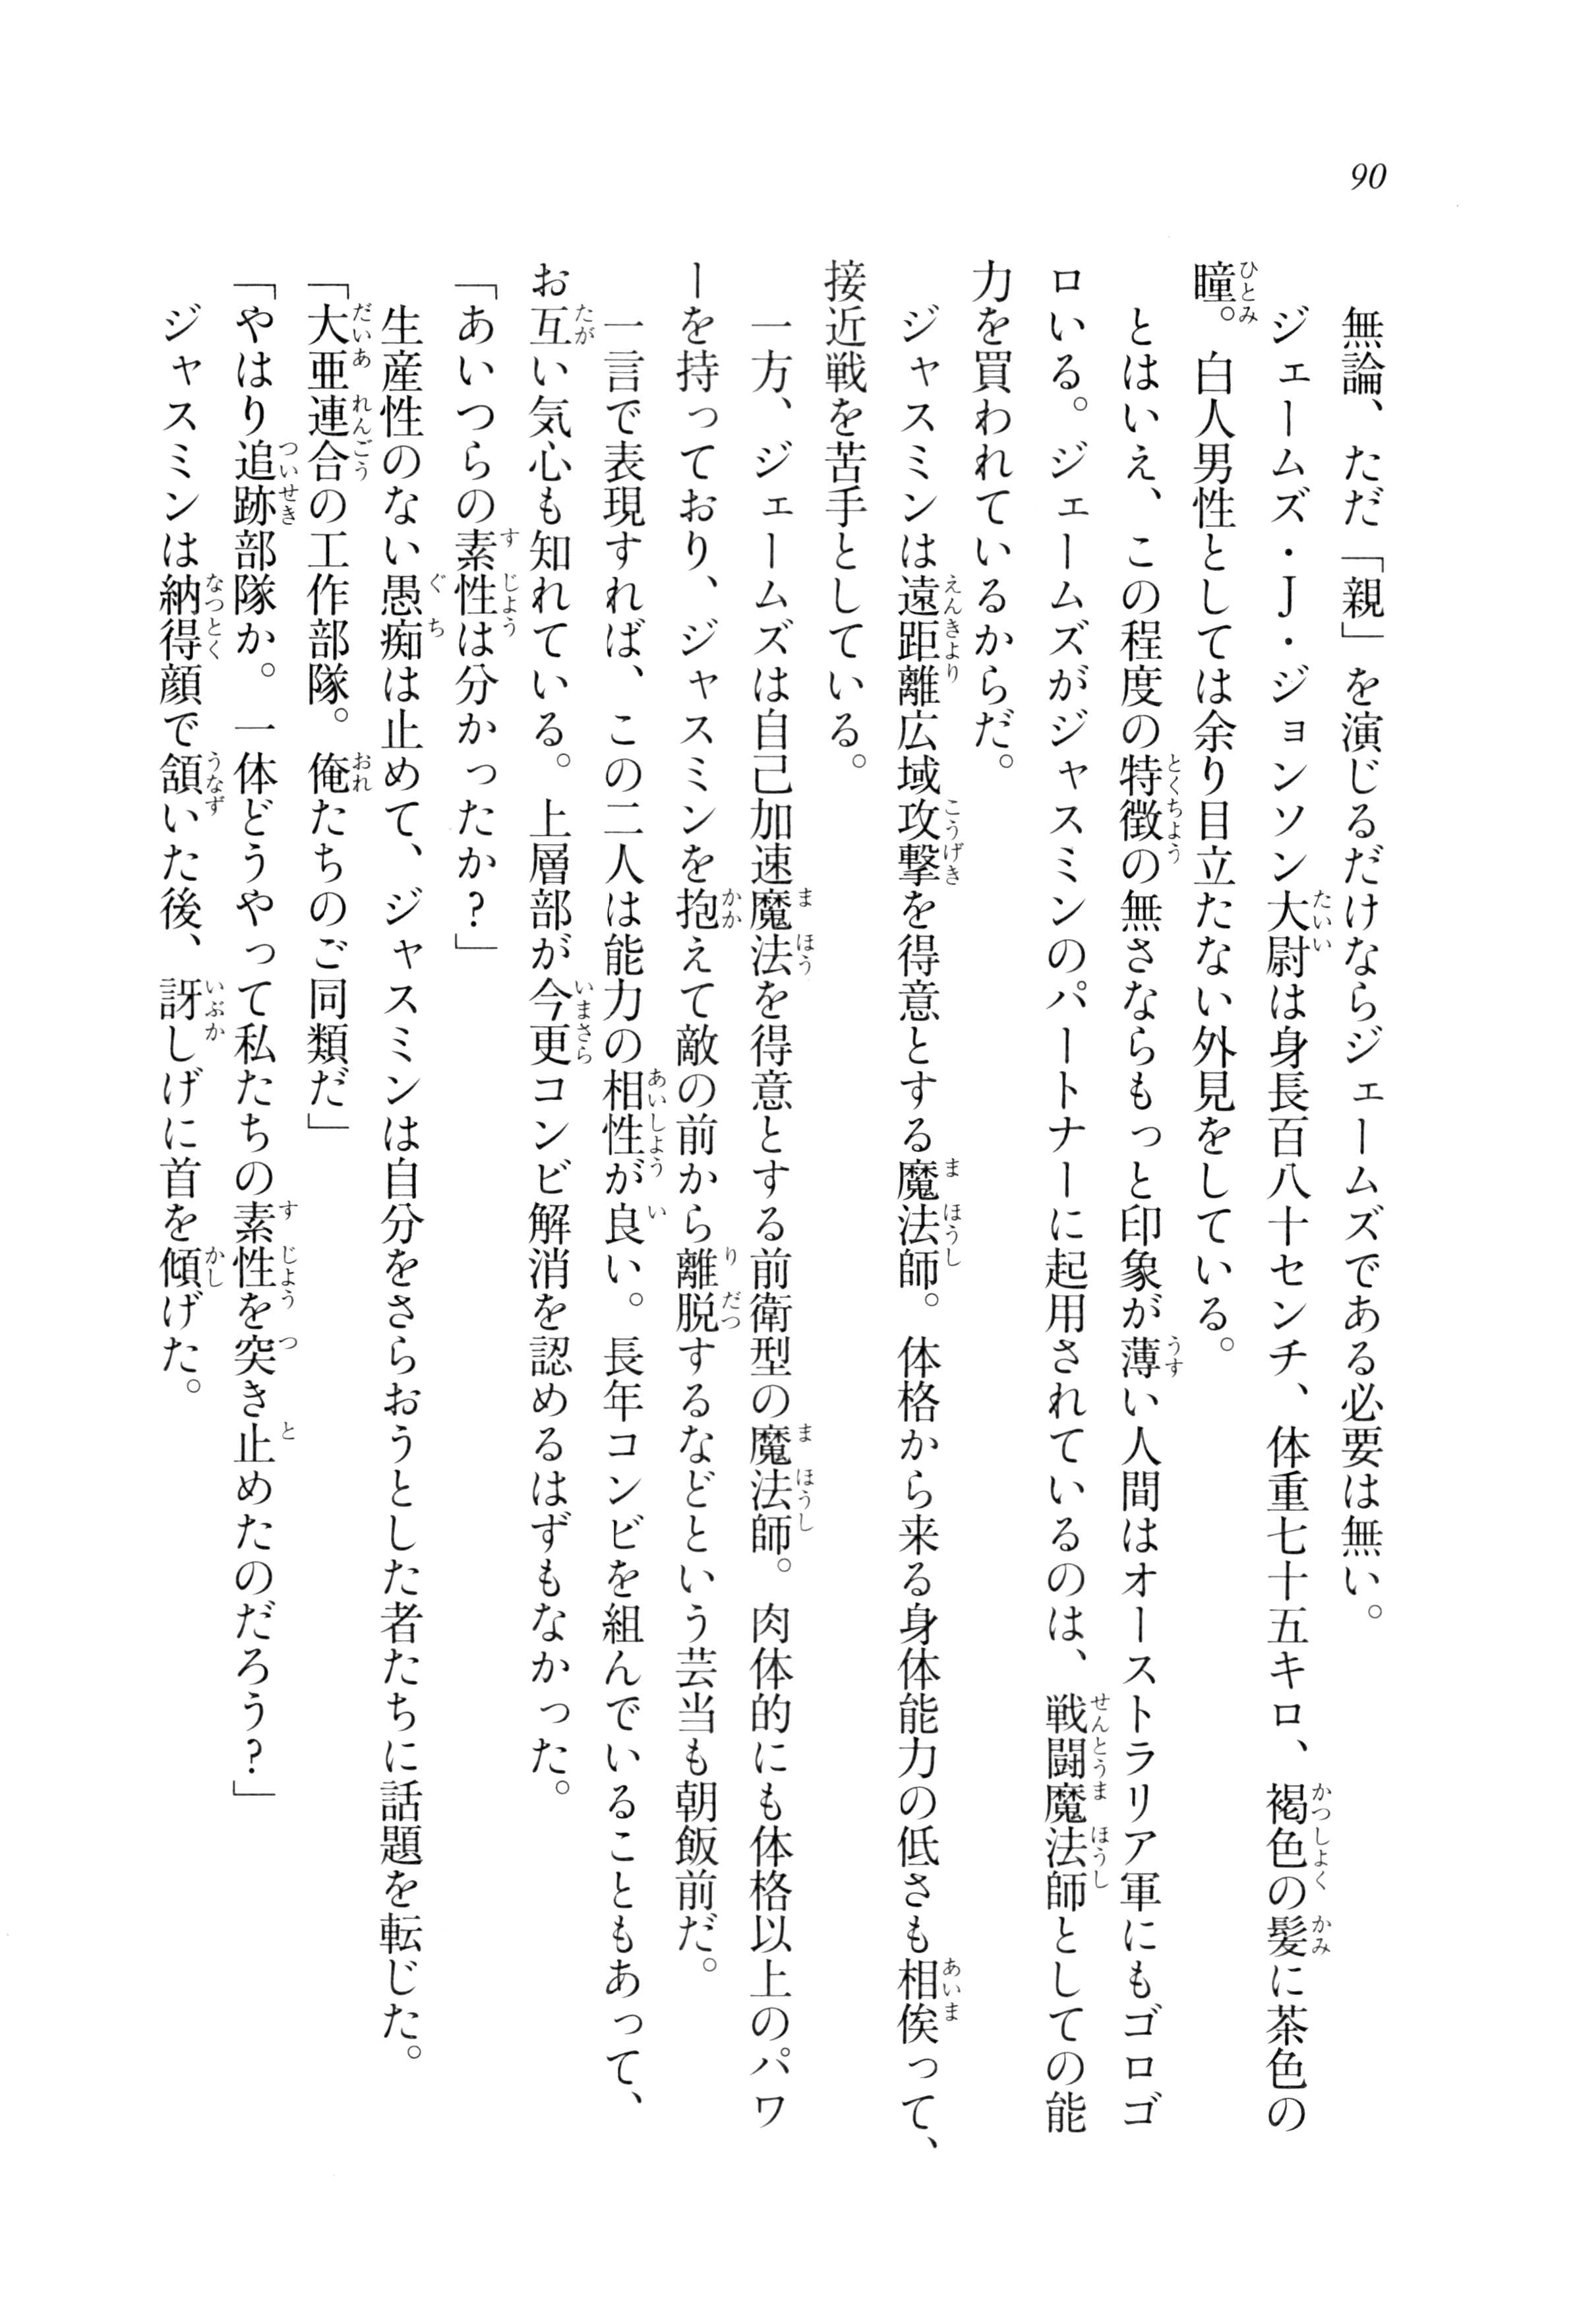 90
無論、ただ「親」を演じるだけならジェームズである必要は無い。
ジェームズ・J・ジョンソン大尉は身長百八十センチ、体重七十五キロ、褐色の髪に茶色の
瞳。白人男性としては余り目立たない外見をしている。
とはいえ、この程度の特徴の無さならもっと印象が薄い人間はオーストラリア軍にもゴロゴ
ロいる。ジェームズがジャスミンのパートナーに起用されているのは、戦闘魔法師としての能
力を買われているからだ。
ジャスミンは遠距離広域攻撃を得意とする魔法師。体格から来る身体能力の低さも相俟って、
接近戦を苦手としている。
一方、ジェームズは自己加速魔法を得意とする前衛型の魔法師。肉体的にも体格以上のパワ
ーを持っており、ジャスミンを抱えて敵の前から離脱するなどという芸当も朝飯前だ。
一言で表現すれば、この二人は能力の相性が良い。長年コンビを組んでいることもあって、
お互い気心も知れている。上層部が今更コンビ解消を認めるはずもなかった。
「あいつらの素性は分かったか？」
生産性のない愚痴は止めて、ジャスミンは自分をさらおうとした者たちに話題を転じた。
「大亜連合の工作部隊。俺たちのご同類だ」
「やはり追跡部隊か。一体どうやって私たちの素性を突き止めたのだろう？」
ジャスミンは納得顔で頷いた後、訝しげに首を傾げた。